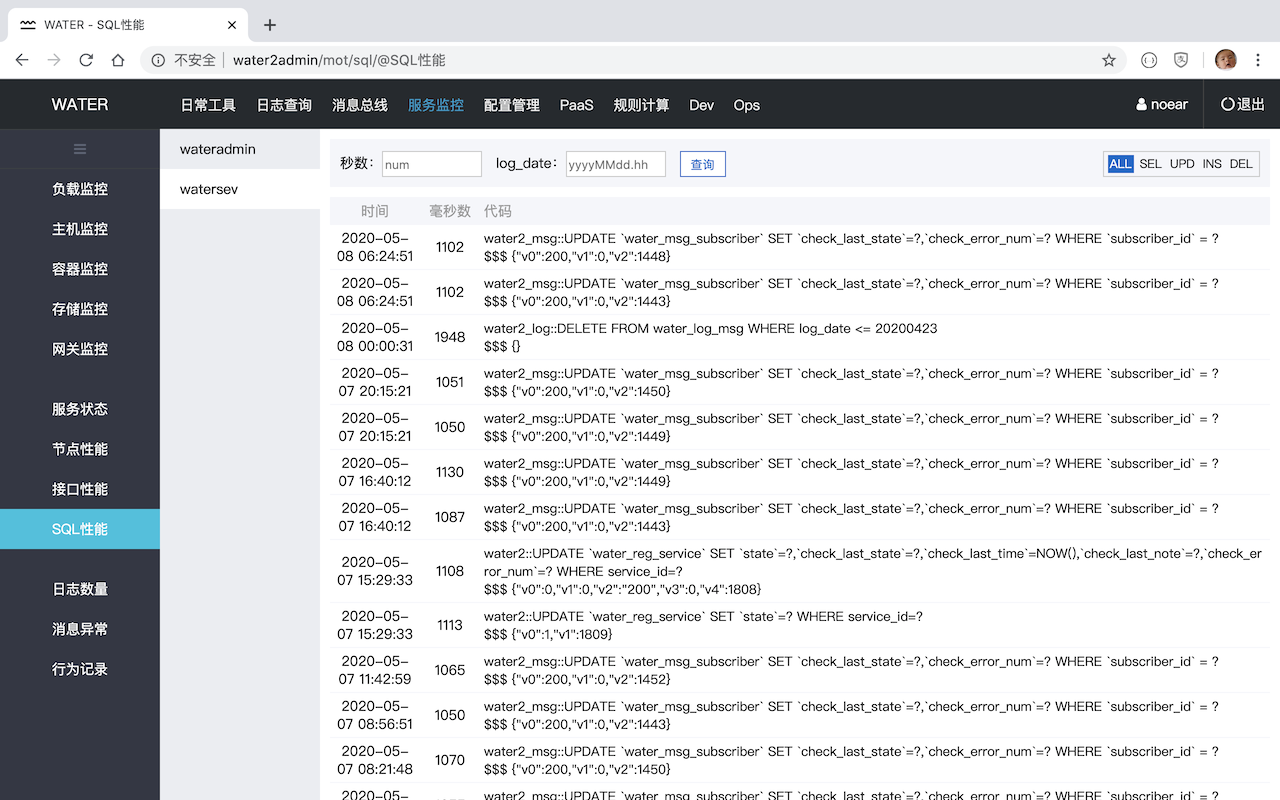 WATER - SQL性能
不安全 water2admin/mot/sql/@SQL性能
WATER 日常工具 日志查询 消息总线 服务监控 配置管理 PaaS 规则计算 Dev Ops noear 退出
负载监控
主机监控
容器监控
存储监控
网关监控
服务状态
节点性能
接口性能
SQL性能
日志数量
消息异常
行为记录
wateradmin
watersev
秒数： num log_date： yyyyMMdd.hh 查询 ALL SEL UPD INS DEL
时间 毫秒数 代码
2020-05-
08 06:24:51
1102
water2_msg::UPDATE `water_msg_subscriber` SET `check_last_state`=?,`check_error_num`=? WHERE `subscriber_id` = ?
$$$ {"v0":200,"v1":0,"v2":1448}
2020-05-
08 06:24:51
1102
water2_msg::UPDATE `water_msg_subscriber` SET `check_last_state`=?,`check_error_num`=? WHERE `subscriber_id` = ?
$$$ {"v0":200,"v1":0,"v2":1443}
2020-05-
08 00:00:31
1948
water2_log::DELETE FROM water_log_msg WHERE log_date <= 20200423
$$$ {}
2020-05-
07 20:15:21
1051
water2_msg::UPDATE `water_msg_subscriber` SET `check_last_state`=?,`check_error_num`=? WHERE `subscriber_id` = ?
$$$ {"v0":200,"v1":0,"v2":1450}
2020-05-
07 20:15:21
1050
water2_msg::UPDATE `water_msg_subscriber` SET `check_last_state`=?,`check_error_num`=? WHERE `subscriber_id` = ?
$$$ {"v0":200,"v1":0,"v2":1449}
2020-05-
07 16:40:12
1130
water2_msg::UPDATE `water_msg_subscriber` SET `check_last_state`=?,`check_error_num`=? WHERE `subscriber_id` = ?
$$$ {"v0":200,"v1":0,"v2":1449}
2020-05-
07 16:40:12
1087
water2_msg::UPDATE `water_msg_subscriber` SET `check_last_state`=?,`check_error_num`=? WHERE `subscriber_id` = ?
$$$ {"v0":200,"v1":0,"v2":1443}
2020-05-
07 15:29:33
1108
water2::UPDATE `water_reg_service` SET `state`=?,`check_last_state`=?,`check_last_time`=NOW(),`check_last_note`=?,`check_er
ror_num`=? WHERE service_id=?
$$$ {"v0":0,"v1":0,"v2":"200","v3":0,"v4":1808}
2020-05-
07 15:29:33
1113
water2::UPDATE `water_reg_service` SET `state`=? WHERE service_id=?
$$$ {"v0":1,"v1":1809}
2020-05-
07 11:42:59
1065
water2_msg::UPDATE `water_msg_subscriber` SET `check_last_state`=?,`check_error_num`=? WHERE `subscriber_id` = ?
$$$ {"v0":200,"v1":0,"v2":1452}
2020-05-
07 08:56:51
1050
water2_msg::UPDATE `water_msg_subscriber` SET `check_last_state`=?,`check_error_num`=? WHERE `subscriber_id` = ?
$$$ {"v0":200,"v1":0,"v2":1443}
2020-05-
07 08:21:48
1070
water2_msg::UPDATE `water_msg_subscriber` SET `check_last_state`=?,`check_error_num`=? WHERE `subscriber_id` = ?
$$$ {"v0":200,"v1":0,"v2":1450}
2020-05-
water2_msg::UPDATE `water_msg_subscriber` SET `check_last_state`=?,`check_error_num`=? WHERE `subscriber_id` = ?